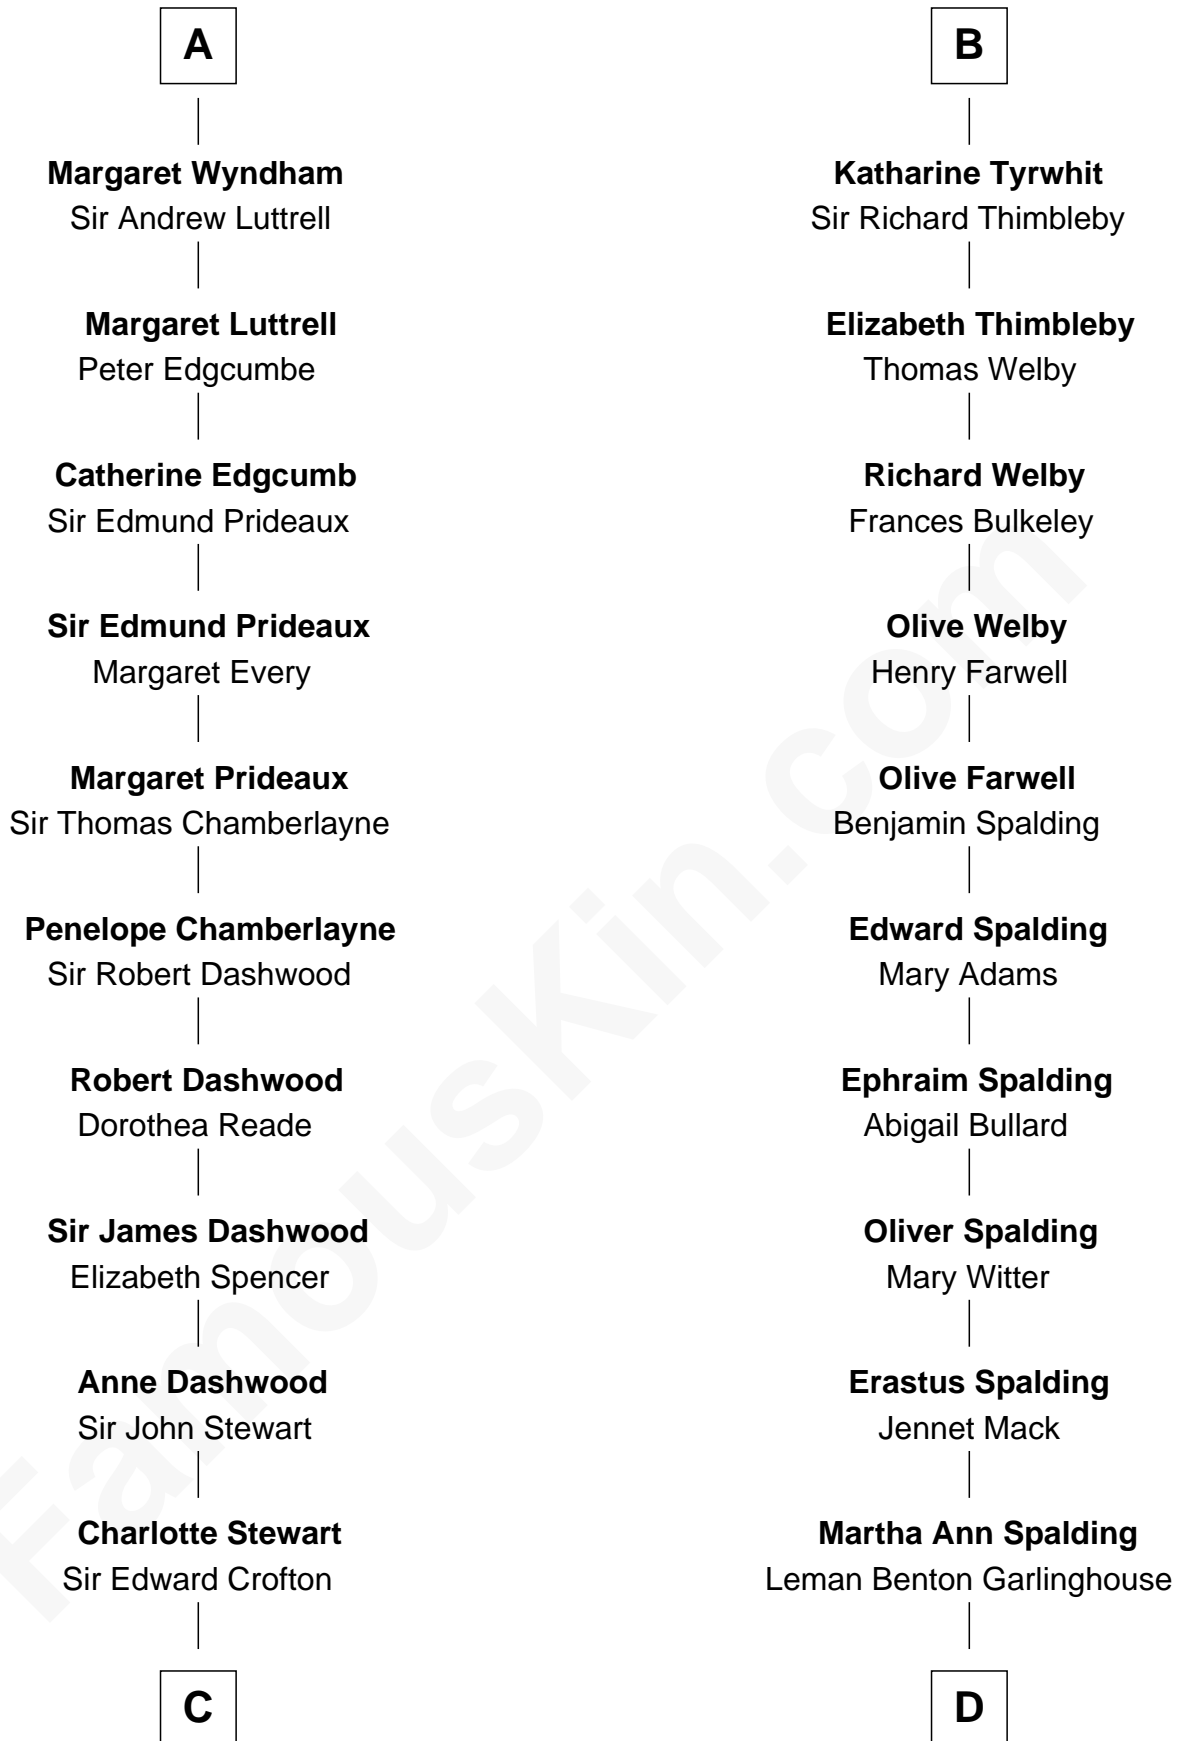 A
Margaret Wyndham
Sir Andrew Luttrell
Margaret Luttrell
Peter Edgcumbe
Catherine Edgcumb
Sir Edmund Prideaux
Sir Edmund Prideaux
Margaret Every
Margaret Prideaux
Sir Thomas Chamberlayne
Penelope Chamberlayne
Sir Robert Dashwood
Robert Dashwood
Dorothea Reade
Sir James Dashwood
Elizabeth Spencer
Anne Dashwood
Sir John Stewart
Charlotte Stewart
Sir Edward Crofton
C
B
Katharine Tyrwhit
Sir Richard Thimbleby
Elizabeth Thimbleby
Thomas Welby
Richard Welby
Frances Bulkeley
Olive Welby
Henry Farwell
Olive Farwell
Benjamin Spalding
Edward Spalding
Mary Adams
Ephraim Spalding
Abigail Bullard
Oliver Spalding
Mary Witter
Erastus Spalding
Jennet Mack
Martha Ann Spalding
Leman Benton Garlinghouse
D
FamousKin.com